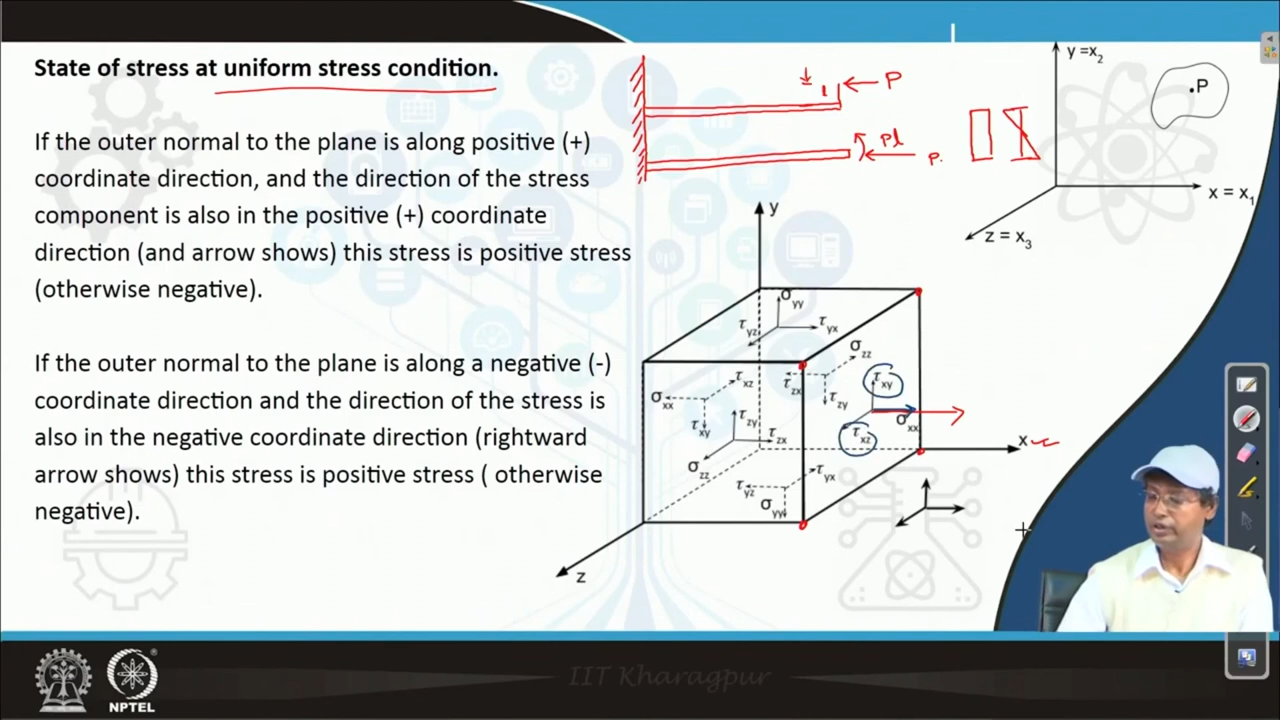 State of stress at uniform stress condition.
If the outer normal to the plane is along positive (+)
coordinate direction, and the direction of the stress
component is also in the positive (+) coordinate
direction (and arrow shows) this stress is positive stress
(otherwise negative).
If the outer normal to the plane is along a negative (-)
coordinate direction and the direction of the stress is
also in the negative coordinate direction (rightward
arrow shows) this stress is positive stress ( otherwise
negative).
P
Pl
P.
y =x₂
.P
x = x₁
z = x₃
y
σyy
τyz
τyx
σzz
τzx
τzy
τxy
σxx
τxz
σxx
τxz
τxy
τzy
τzx
σzz
τyx
τyz
σyy
x
z
IIT Kharagpur
NPTEL
®